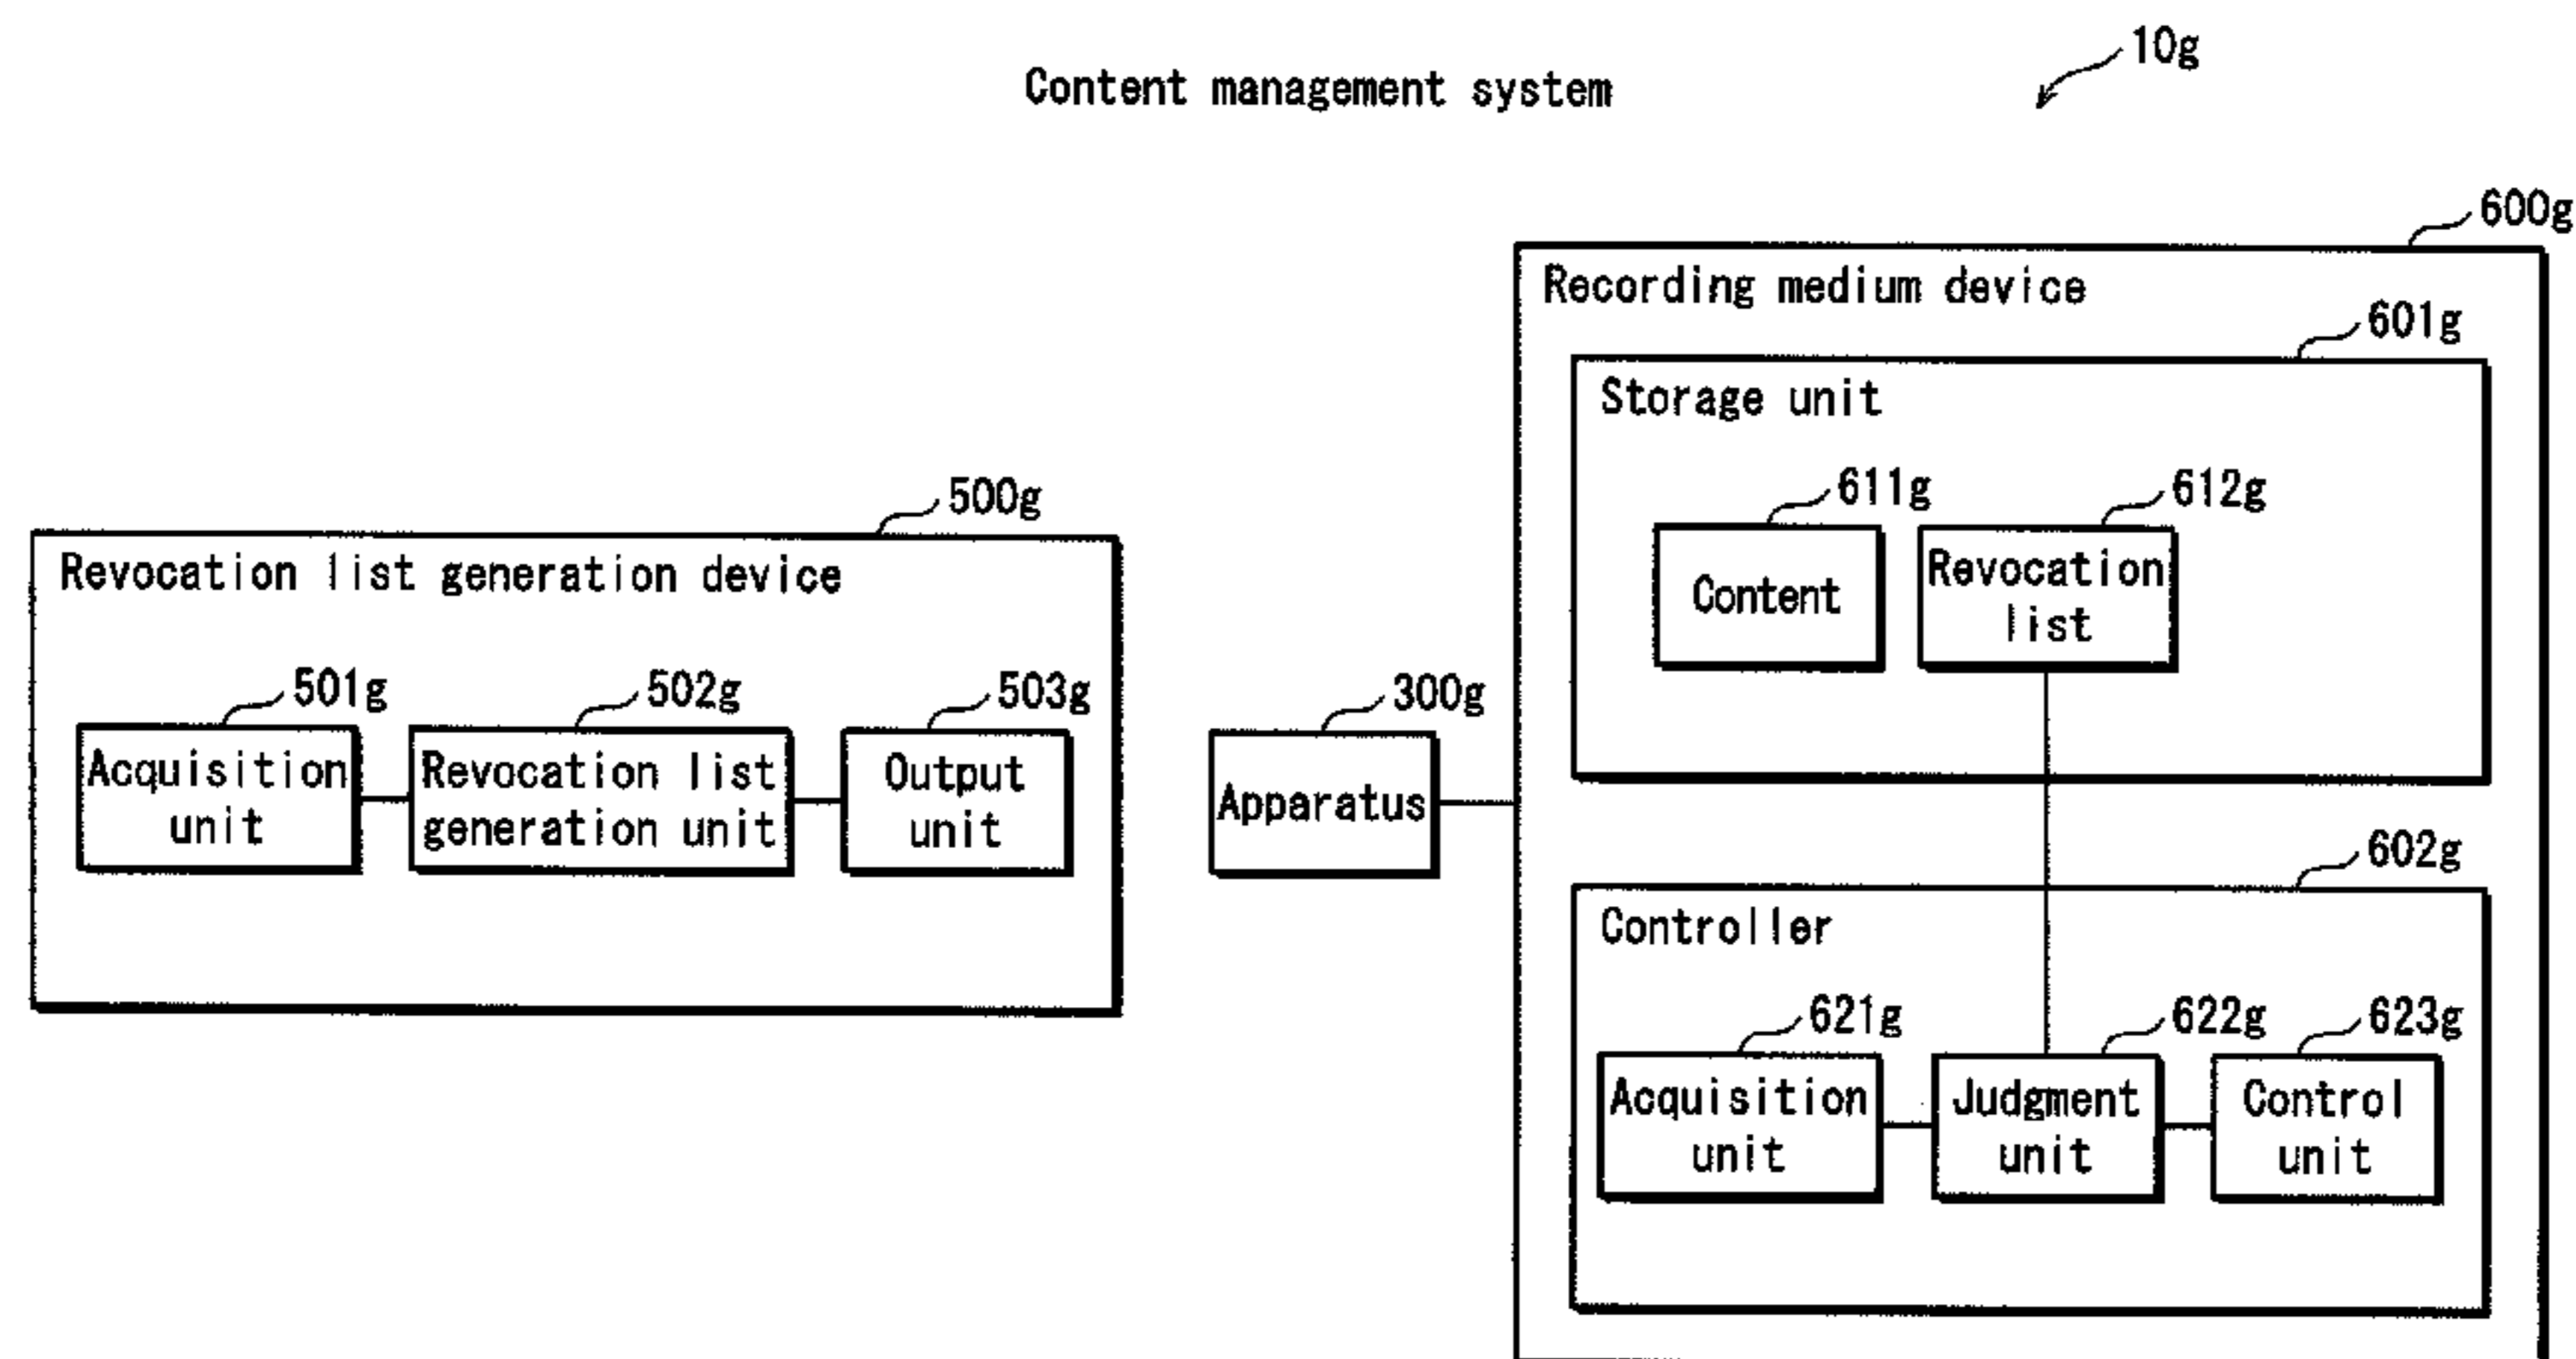 Content management system
10g
600g
Recording medium device
601g
Storage unit
611g
612g
Content
Revocation
list
500g
Revocation list generation device
501g
502g
503g
Acquisition
unit
Revocation list
generation unit
Output
unit
300g
Apparatus
602g
Controller
621g
622g
623g
Acquisition
unit
Judgment
unit
Control
unit